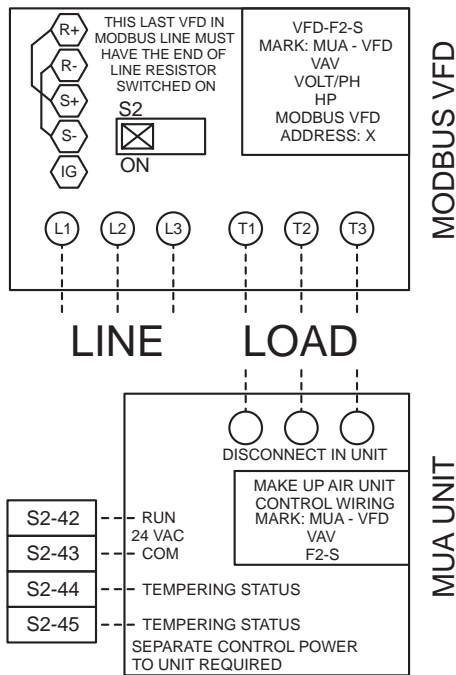 R+
R-
S+
S-
IG
THIS LAST VFD IN
MODBUS LINE MUST
HAVE THE END OF
LINE RESISTOR
SWITCHED ON
S2
ON
VFD-F2-S
MARK: MUA - VFD
VAV
VOLT/PH
HP
MODBUS VFD
ADDRESS: X
MODBUS VFD
L1
L2
L3
T1
T2
T3
LINE
LOAD
DISCONNECT IN UNIT
MAKE UP AIR UNIT
CONTROL WIRING
MARK: MUA - VFD
VAV
F2-S
MUA UNIT
S2-42
RUN
24 VAC
S2-43
COM
S2-44
TEMPERING STATUS
S2-45
TEMPERING STATUS
SEPARATE CONTROL POWER
TO UNIT REQUIRED